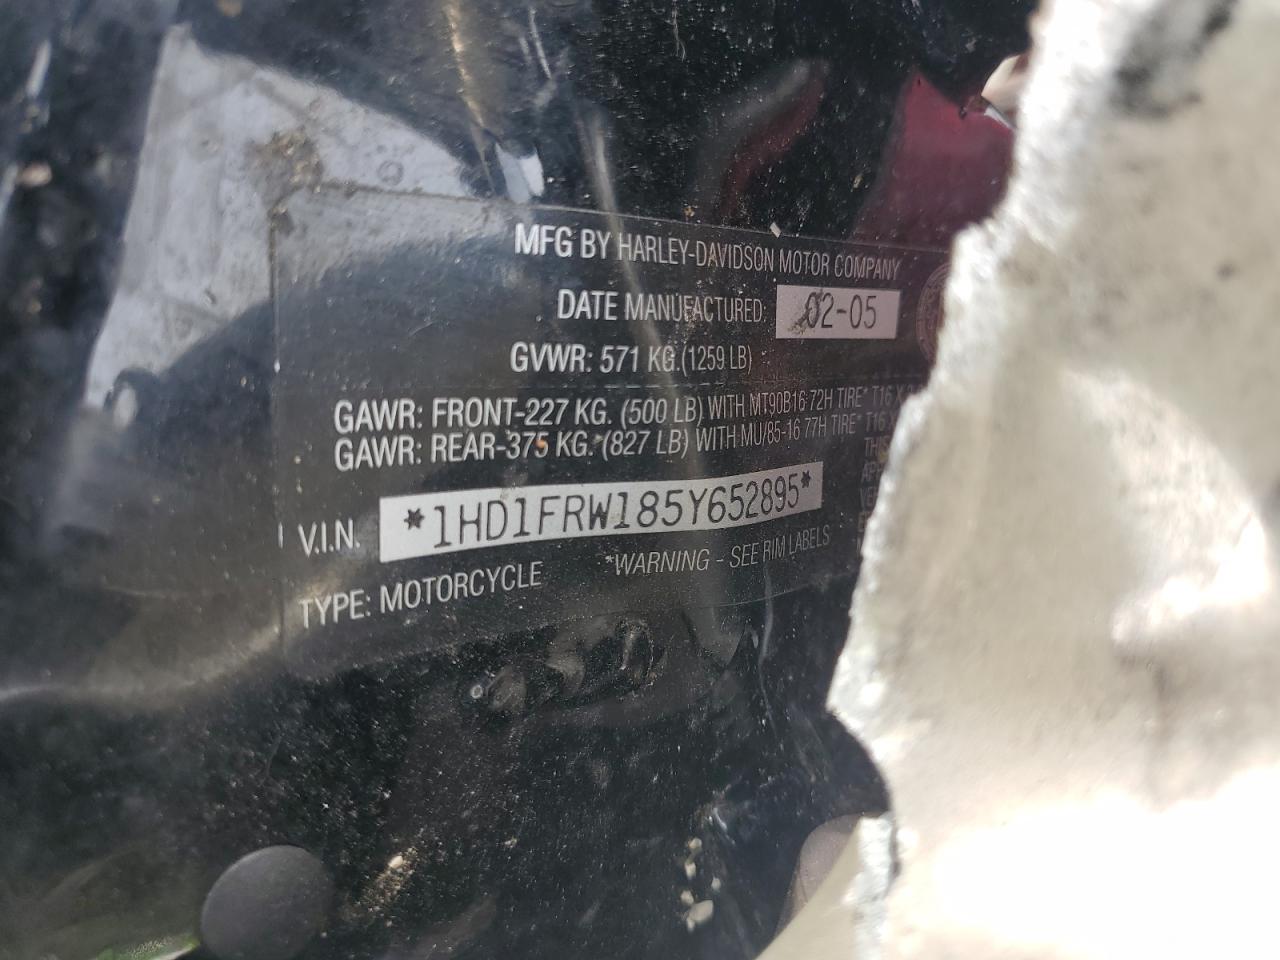 MFG BY HARLEY-DAVIDSON MOTOR COMPANY
DATE MANUFACTURED: 02-05
GVWR: 571 KG.(1259 LB)
GAWR: FRONT-227 KG. (500 LB) WITH MT90B16 72H TIRE* T16 X
GAWR: REAR-375 KG. (827 LB) WITH MU/85-16 77H TIRE* T16 X
V.I.N. *1HD1FRW185Y652895*
*WARNING - SEE RIM LABELS
TYPE: MOTORCYCLE